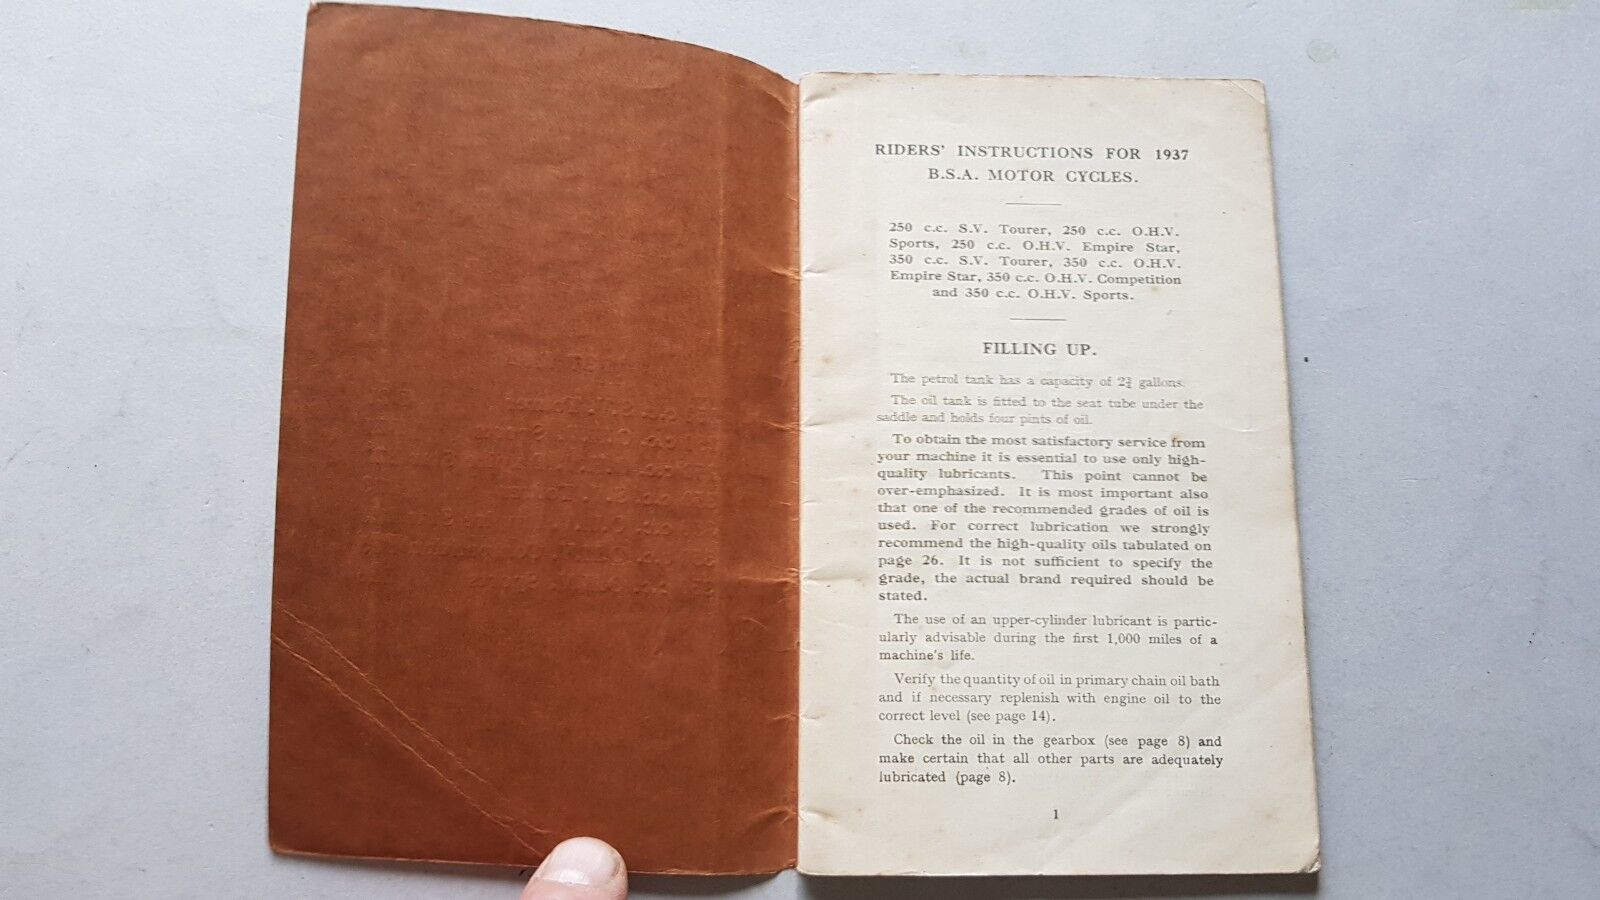 RIDERS' INSTRUCTIONS FOR 1937
B.S.A. MOTOR CYCLES.
250 c.c. S.V. Tourer, 250 c.c. O.H.V.
Sports, 250 c.c. O.H.V. Empire Star,
350 c.c. S.V. Tourer, 350 c.c. O.H.V.
Empire Star, 350 c.c. O.H.V. Competition
and 350 c.c. O.H.V. Sports.
FILLING UP.
The petrol tank has a capacity of 2¾ gallons.
The oil tank is fitted to the seat tube under the
saddle and holds four pints of oil.
To obtain the most satisfactory service from
your machine it is essential to use only high-
quality lubricants. This point cannot be
over-emphasized. It is most important also
that one of the recommended grades of oil is
used. For correct lubrication we strongly
recommend the high-quality oils tabulated on
page 26. It is not sufficient to specify the
grade, the actual brand required should be
stated.
The use of an upper-cylinder lubricant is partic-
ularly advisable during the first 1,000 miles of a
machine's life.
Verify the quantity of oil in primary chain oil bath
and if necessary replenish with engine oil to the
correct level (see page 14).
Check the oil in the gearbox (see page 8) and
make certain that all other parts are adequately
lubricated (page 8).
1